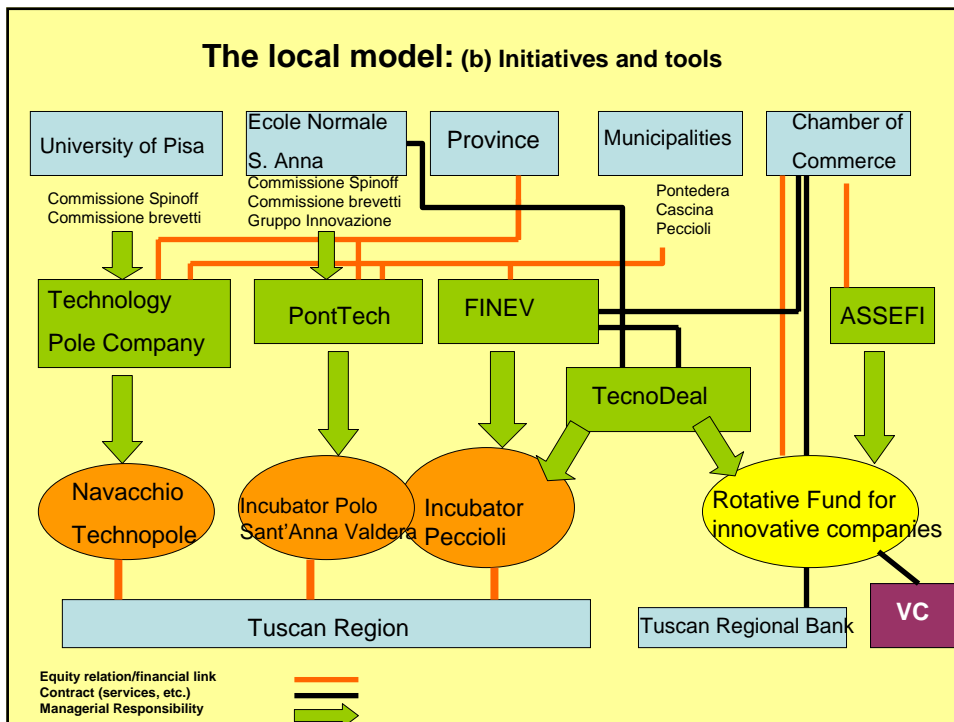 The local model: (b) Initiatives and tools
University of Pisa
Ecole Normale
S. Anna
Province
Municipalities
Chamber of
Commerce
Commissione Spinoff
Commissione brevetti
Commissione Spinoff
Commissione brevetti
Gruppo Innovazione
Pontedera
Cascina
Peccioli
Technology
Pole Company
PontTech
FINEV
ASSEFI
TecnoDeal
Navacchio
Technopole
Incubator Polo
Sant'Anna Valdera
Incubator
Peccioli
Rotative Fund for
innovative companies
Tuscan Region
Tuscan Regional Bank
VC
Equity relation/financial link
Contract (services, etc.)
Managerial Responsibility